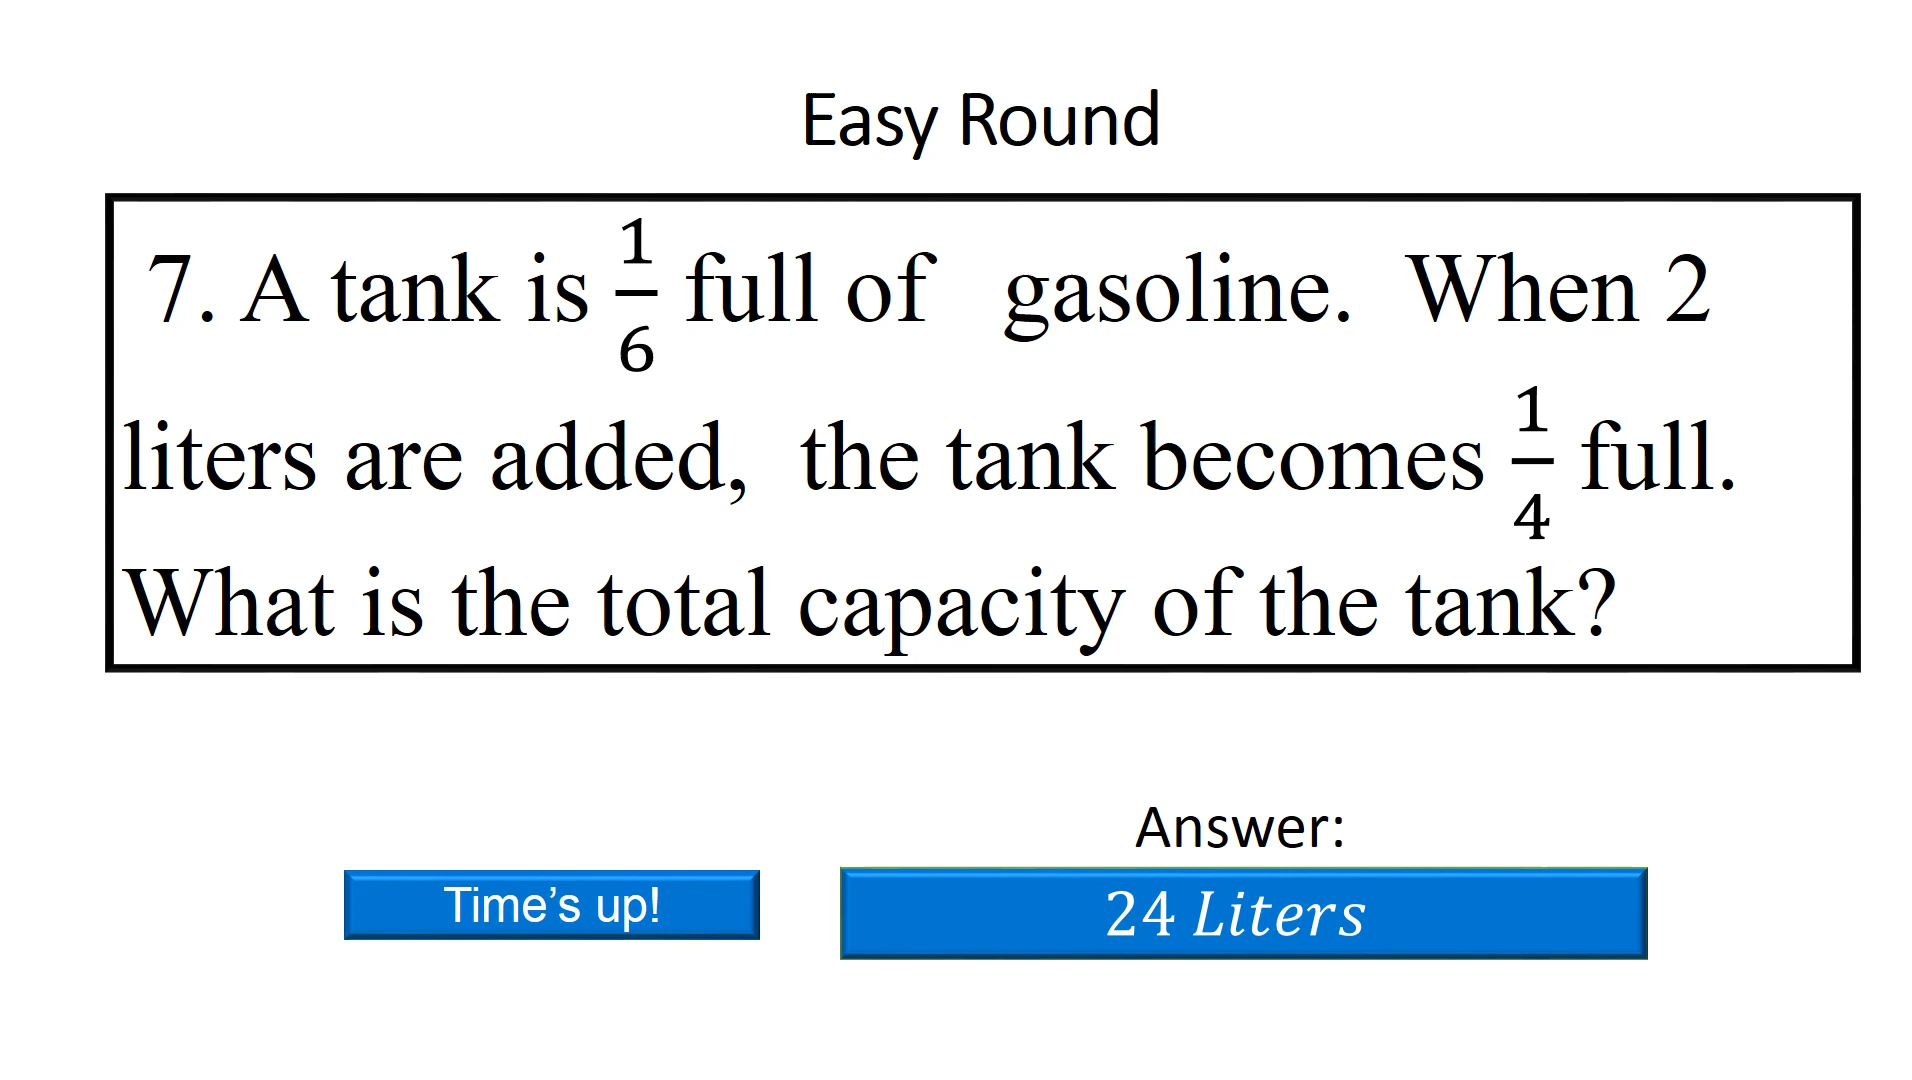 Easy Round
7. A tank is 1/6 full of gasoline. When 2
liters are added, the tank becomes 1/4 full.
What is the total capacity of the tank?
Answer:
Time’s up!
24 Liters